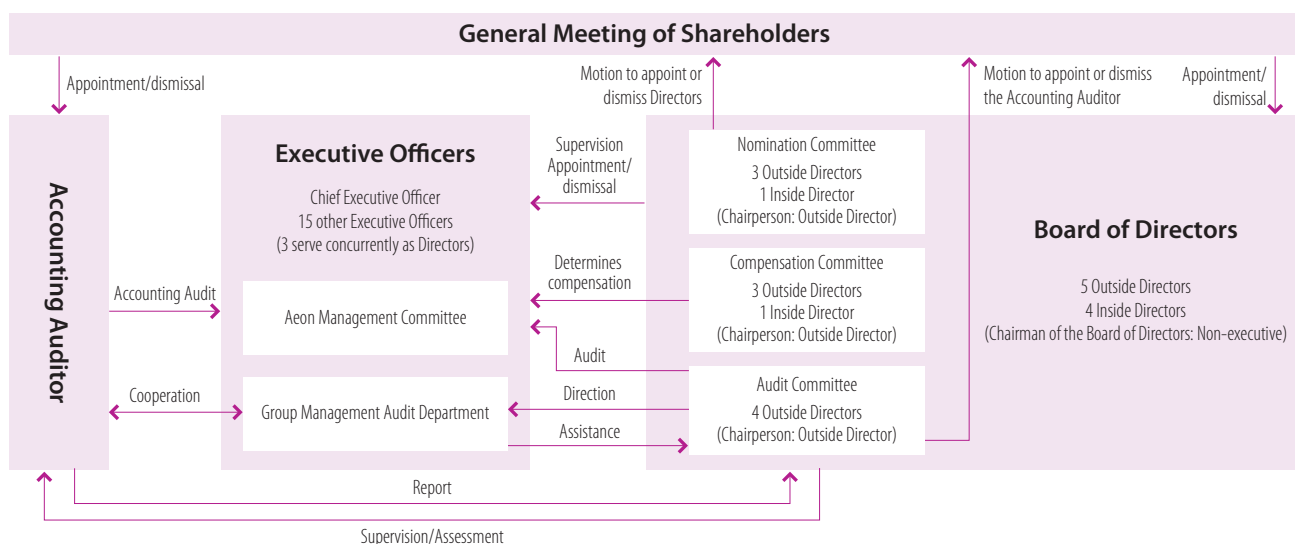 General Meeting of Shareholders
Appointment/dismissal
Motion to appoint or
dismiss Directors
Motion to appoint or dismiss
the Accounting Auditor
Appointment/
dismissal
Accounting Auditor
Executive Officers
Chief Executive Officer
15 other Executive Officers
(3 serve concurrently as Directors)
Supervision
Appointment/
dismissal
Nomination Committee
3 Outside Directors
1 Inside Director
(Chairperson: Outside Director)
Board of Directors
5 Outside Directors
4 Inside Directors
(Chairman of the Board of Directors: Non-executive)
Accounting Audit
Aeon Management Committee
Determines
compensation
Compensation Committee
3 Outside Directors
1 Inside Director
(Chairperson: Outside Director)
Audit
Cooperation
Group Management Audit Department
Direction
Assistance
Audit Committee
4 Outside Directors
(Chairperson: Outside Director)
Report
Supervision/Assessment